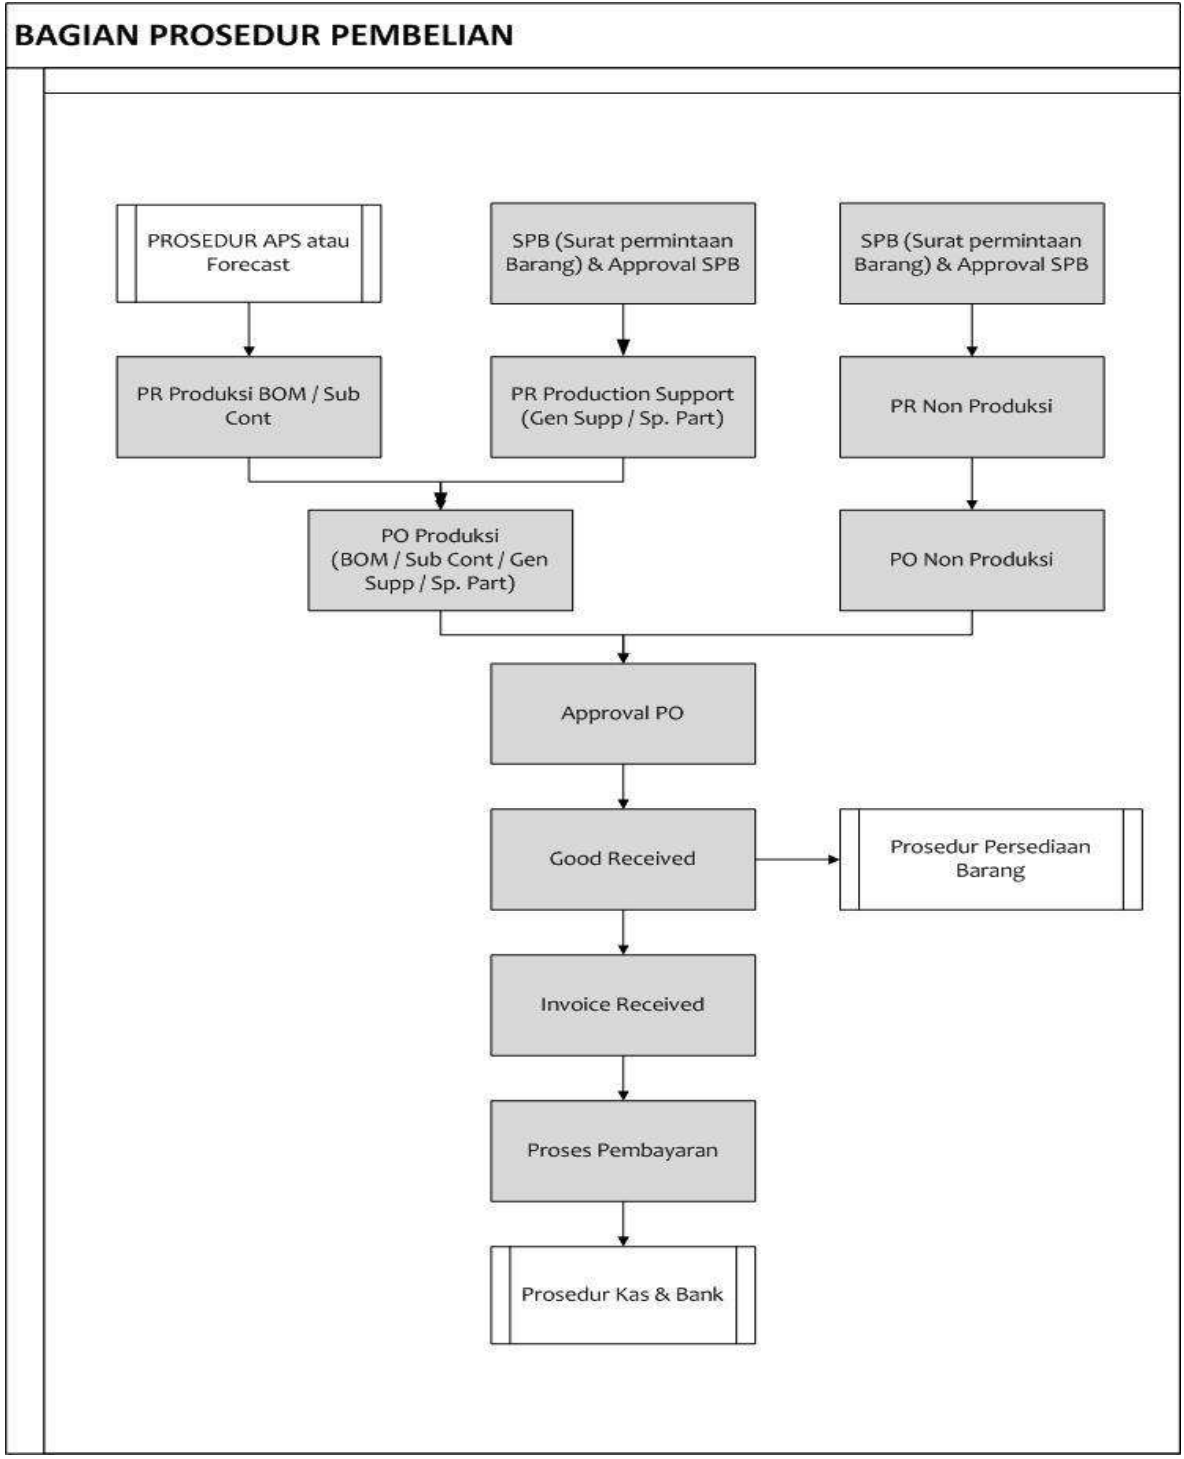 BAGIAN PROSEDUR PEMBELIAN
PROSEDUR APS atau
Forecast
SPB (Surat permintaan
Barang) & Approval SPB
SPB (Surat permintaan
Barang) & Approval SPB
PR Produksi BOM / Sub
Cont
PR Production Support
(Gen Supp / Sp. Part)
PR Non Produksi
PO Produksi
(BOM / Sub Cont / Gen
Supp / Sp. Part)
PO Non Produksi
Approval PO
Good Received
Prosedur Persediaan
Barang
Invoice Received
Proses Pembayaran
Prosedur Kas & Bank